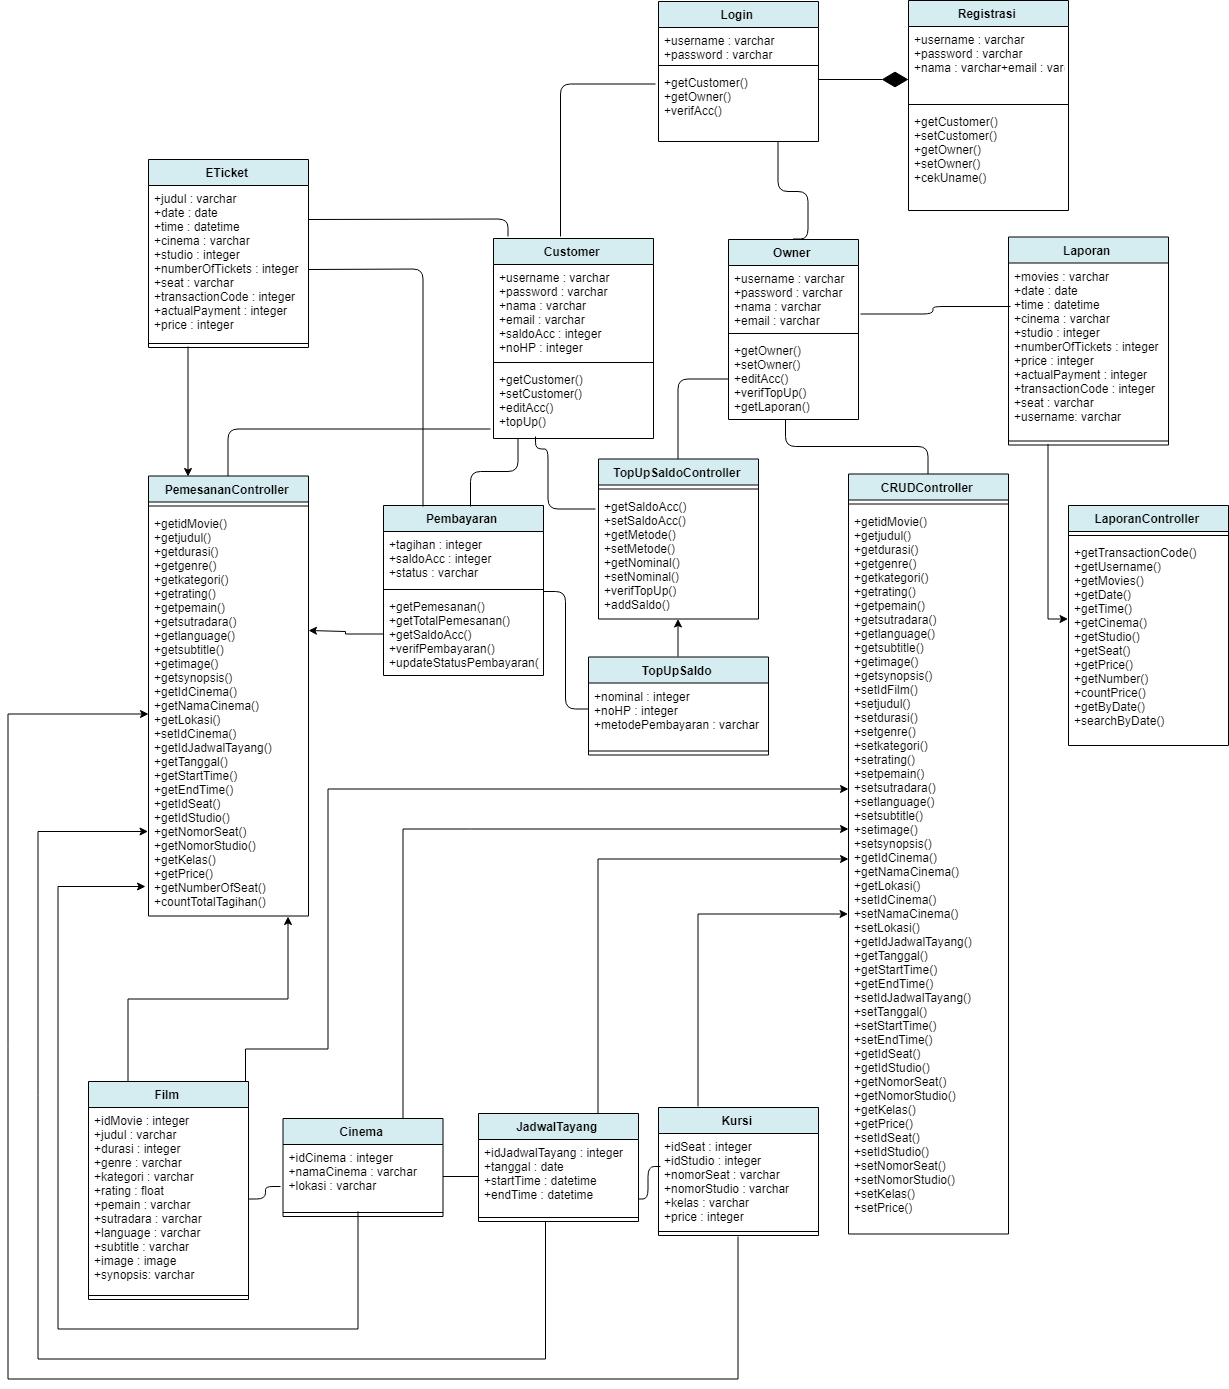 Login
+username : varchar
+password : varchar
+getCustomer()
+getOwner()
+verifAcc()
Registrasi
+username : varchar
+password : varchar
+nama : varchar+email : var
+getCustomer()
+setCustomer()
+getOwner()
+setOwner()
+cekUname()
ETicket
+judul : varchar
+date : date
+time : datetime
+cinema : varchar
+studio : integer
+numberOfTickets : integer
+seat : varchar
+transactionCode : integer
+actualPayment : integer
+price : integer
Customer
+username : varchar
+password : varchar
+nama : varchar
+email : varchar
+saldoAcc : integer
+noHP : integer
+getCustomer()
+setCustomer()
+editAcc()
+topUp()
Owner
+username : varchar
+password : varchar
+nama : varchar
+email : varchar
+getOwner()
+setOwner()
+editAcc()
+verifTopUp()
+getLaporan()
Laporan
+movies : varchar
+date : date
+time : datetime
+cinema : varchar
+studio : integer
+numberOfTickets : integer
+price : integer
+actualPayment : integer
+transactionCode : integer
+seat : varchar
+username: varchar
PemesananController
+getidMovie()
+getjudul()
+getdurasi()
+getgenre()
+getkategori()
+getrating()
+getpemain()
+getsutradara()
+getlanguage()
+getsubtitle()
+getimage()
+getsynopsis()
+getIdCinema()
+getNamaCinema()
+getLokasi()
+setIdCinema()
+getIdJadwalTayang()
+getTanggal()
+getStartTime()
+getEndTime()
+getIdSeat()
+getIdStudio()
+getNomorSeat()
+getNomorStudio()
+getKelas()
+getPrice()
+getNumberOfSeat()
+countTotalTagihan()
Pembayaran
+tagihan : integer
+saldoAcc : integer
+status : varchar
+getPemesanan()
+getTotalPemesanan()
+getSaldoAcc()
+verifPembayaran()
+updateStatusPembayaran(
TopUpSaldoController
+getSaldoAcc()
+setSaldoAcc()
+getMetode()
+setMetode()
+getNominal()
+setNominal()
+verifTopUp()
+addSaldo()
TopUpSaldo
+nominal : integer
+noHP : integer
+metodePembayaran : varchar
CRUDController
+getidMovie()
+getjudul()
+getdurasi()
+getgenre()
+getkategori()
+getrating()
+getpemain()
+getsutradara()
+getlanguage()
+getsubtitle()
+getimage()
+getsynopsis()
+setIdFilm()
+setjudul()
+setdurasi()
+setgenre()
+setkategori()
+setrating()
+setpemain()
+setsutradara()
+setlanguage()
+setsubtitle()
+setimage()
+setsynopsis()
+getIdCinema()
+getNamaCinema()
+getLokasi()
+setIdCinema()
+setNamaCinema()
+setLokasi()
+getIdJadwalTayang()
+getTanggal()
+getStartTime()
+getEndTime()
+setIdJadwalTayang()
+setTanggal()
+setStartTime()
+setEndTime()
+getIdSeat()
+getIdStudio()
+getNomorSeat()
+getNomorStudio()
+getKelas()
+getPrice()
+setIdSeat()
+setIdStudio()
+setNomorSeat()
+setNomorStudio()
+setKelas()
+setPrice()
LaporanController
+getTransactionCode()
+getUsername()
+getMovies()
+getDate()
+getTime()
+getCinema()
+getStudio()
+getSeat()
+getPrice()
+getNumber()
+countPrice()
+getByDate()
+searchByDate()
Film
+idMovie : integer
+judul : varchar
+durasi : integer
+genre : varchar
+kategori : varchar
+rating : float
+pemain : varchar
+sutradara : varchar
+language : varchar
+subtitle : varchar
+image : image
+synopsis: varchar
Cinema
+idCinema : integer
+namaCinema : varchar
+lokasi : varchar
JadwalTayang
+idJadwalTayang : integer
+tanggal : date
+startTime : datetime
+endTime : datetime
Kursi
+idSeat : integer
+idStudio : integer
+nomorSeat : varchar
+nomorStudio : varchar
+kelas : varchar
+price : integer